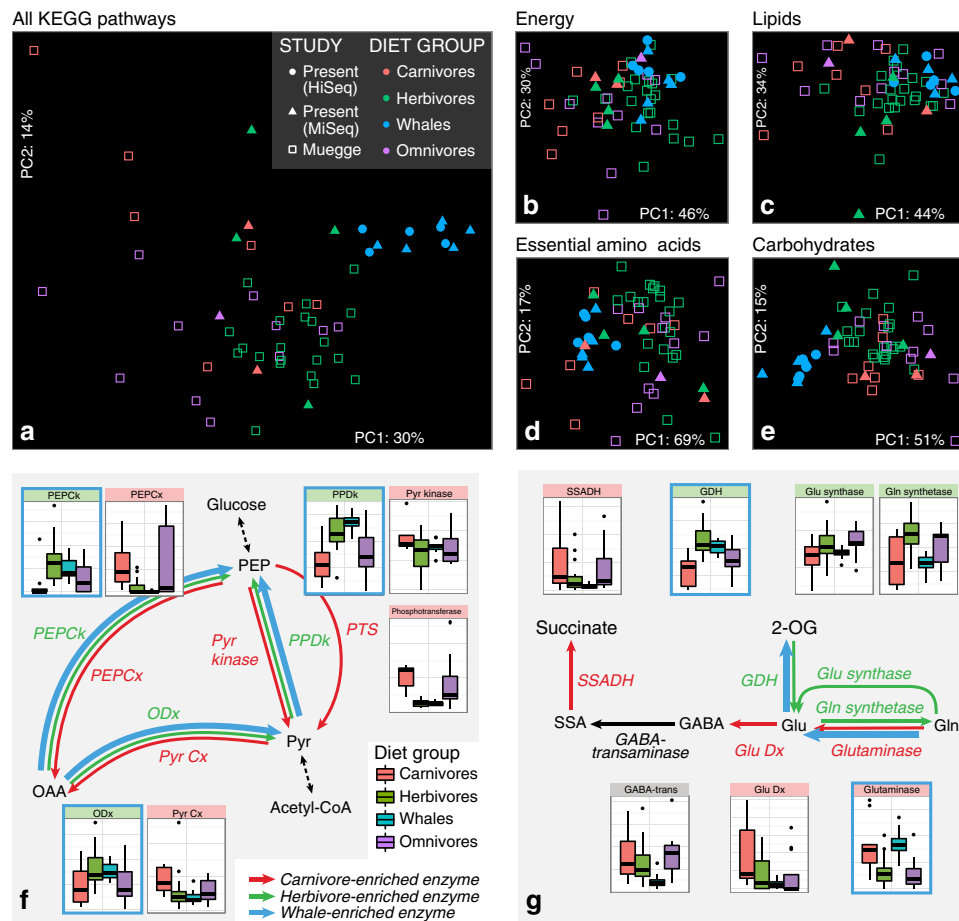 All KEGG pathways
PC2: 14%
STUDY
Present
(HiSeq)
Present
(MiSeq)
Muegge
DIET GROUP
Carnivores
Herbivores
Whales
Omnivores
a
PC1: 30%
Energy
PC2: 30%
b
PC1: 46%
Lipids
PC2: 34%
c
PC1: 44%
Essential amino acids
PC2: 17%
d
PC1: 69%
Carbohydrates
PC2: 15%
e
PC1: 51%
PEPCk
PEPCx
Glucose
PPDk
Pyr kinase
PEP
PEPCk
PEPCx
Pyr
kinase
PPDk
PTS
Phosphotransferase
ODx
Pyr Cx
Pyr
OAA
Acetyl-CoA
ODx
Pyr Cx
Diet group
Carnivores
Herbivores
Whales
Omnivores
f
Carnivore-enriched enzyme
Herbivore-enriched enzyme
Whale-enriched enzyme
SSADH
GDH
Glu synthase
Gln synthetase
Succinate
2-OG
SSADH
GDH
Glu synthase
Gln synthetase
SSA
GABA
Glu
Gln
GABA-
transaminase
Glu Dx
Glutaminase
GABA-trans
Glu Dx
Glutaminase
g